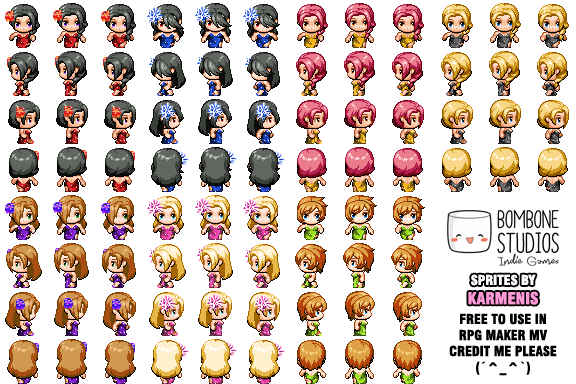 BOMBONE
STUDIOS
Indie Games
SPRITES BY
KARMENIS
FREE TO USE IN
RPG MAKER MV
CREDIT ME PLEASE
(´^_^`)